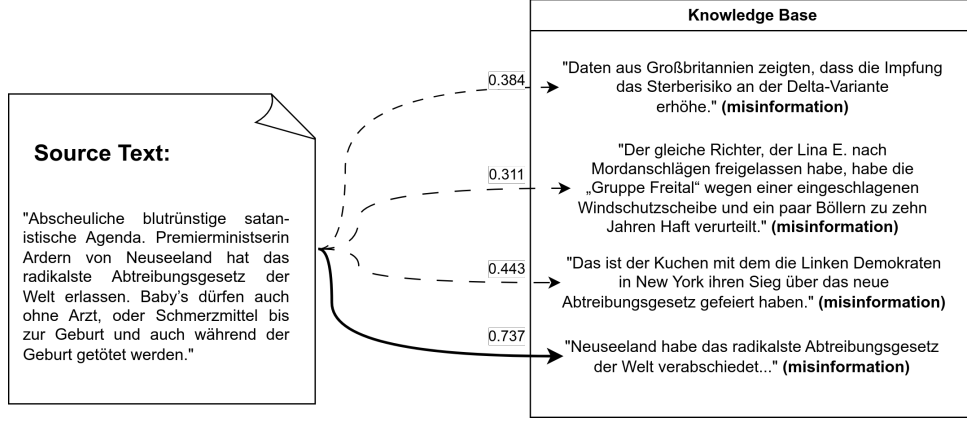 Knowledge Base
0.384
"Daten aus Großbritannien zeigten, dass die Impfung
das Sterberisiko an der Delta-Variante
erhöhe." (misinformation)
Source Text:
"Der gleiche Richter, der Lina E. nach
Mordanschlägen freigelassen habe, habe die
„Gruppe Freital“ wegen einer eingeschlagenen
Windschutzscheibe und ein paar Böllern zu zehn
Jahren Haft verurteilt." (misinformation)
0.311
"Abscheuliche blutrünstige satan-
istische Agenda. Premierministserin
Ardern von Neuseeland hat das
radikalste Abtreibungsgesetz der
Welt erlassen. Baby's dürfen auch
ohne Arzt, oder Schmerzmittel bis
zur Geburt und auch während der
Geburt getötet werden."
0.443
"Das ist der Kuchen mit dem die Linken Demokraten
in New York ihren Sieg über das neue
Abtreibungsgesetz gefeiert haben." (misinformation)
0.737
"Neuseeland habe das radikalste Abtreibungsgesetz
der Welt verabschiedet..." (misinformation)